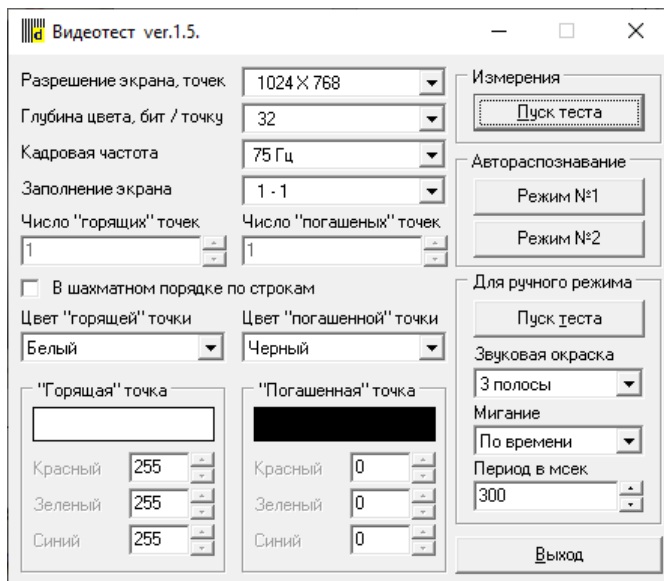 Видеотест ver.1.5.
Разрешение экрана, точек
1024 X 768
Глубина цвета, бит / точку
32
Кадровая частота
75 Гц
Заполнение экрана
1 - 1
Число "горящих" точек
Число "погашеных" точек
1
1
В шахматном порядке по строкам
Цвет "горящей" точки
Цвет "погашенной" точки
Белый
Черный
"Горящая" точка
"Погашенная" точка
Красный
255
Красный
0
Зеленый
255
Зеленый
0
Синий
255
Синий
0
Измерения
Пуск теста
Автораспознавание
Режим №1
Режим №2
Для ручного режима
Пуск теста
Звуковая окраска
3 полосы
Мигание
По времени
Период в мсек
300
Выход